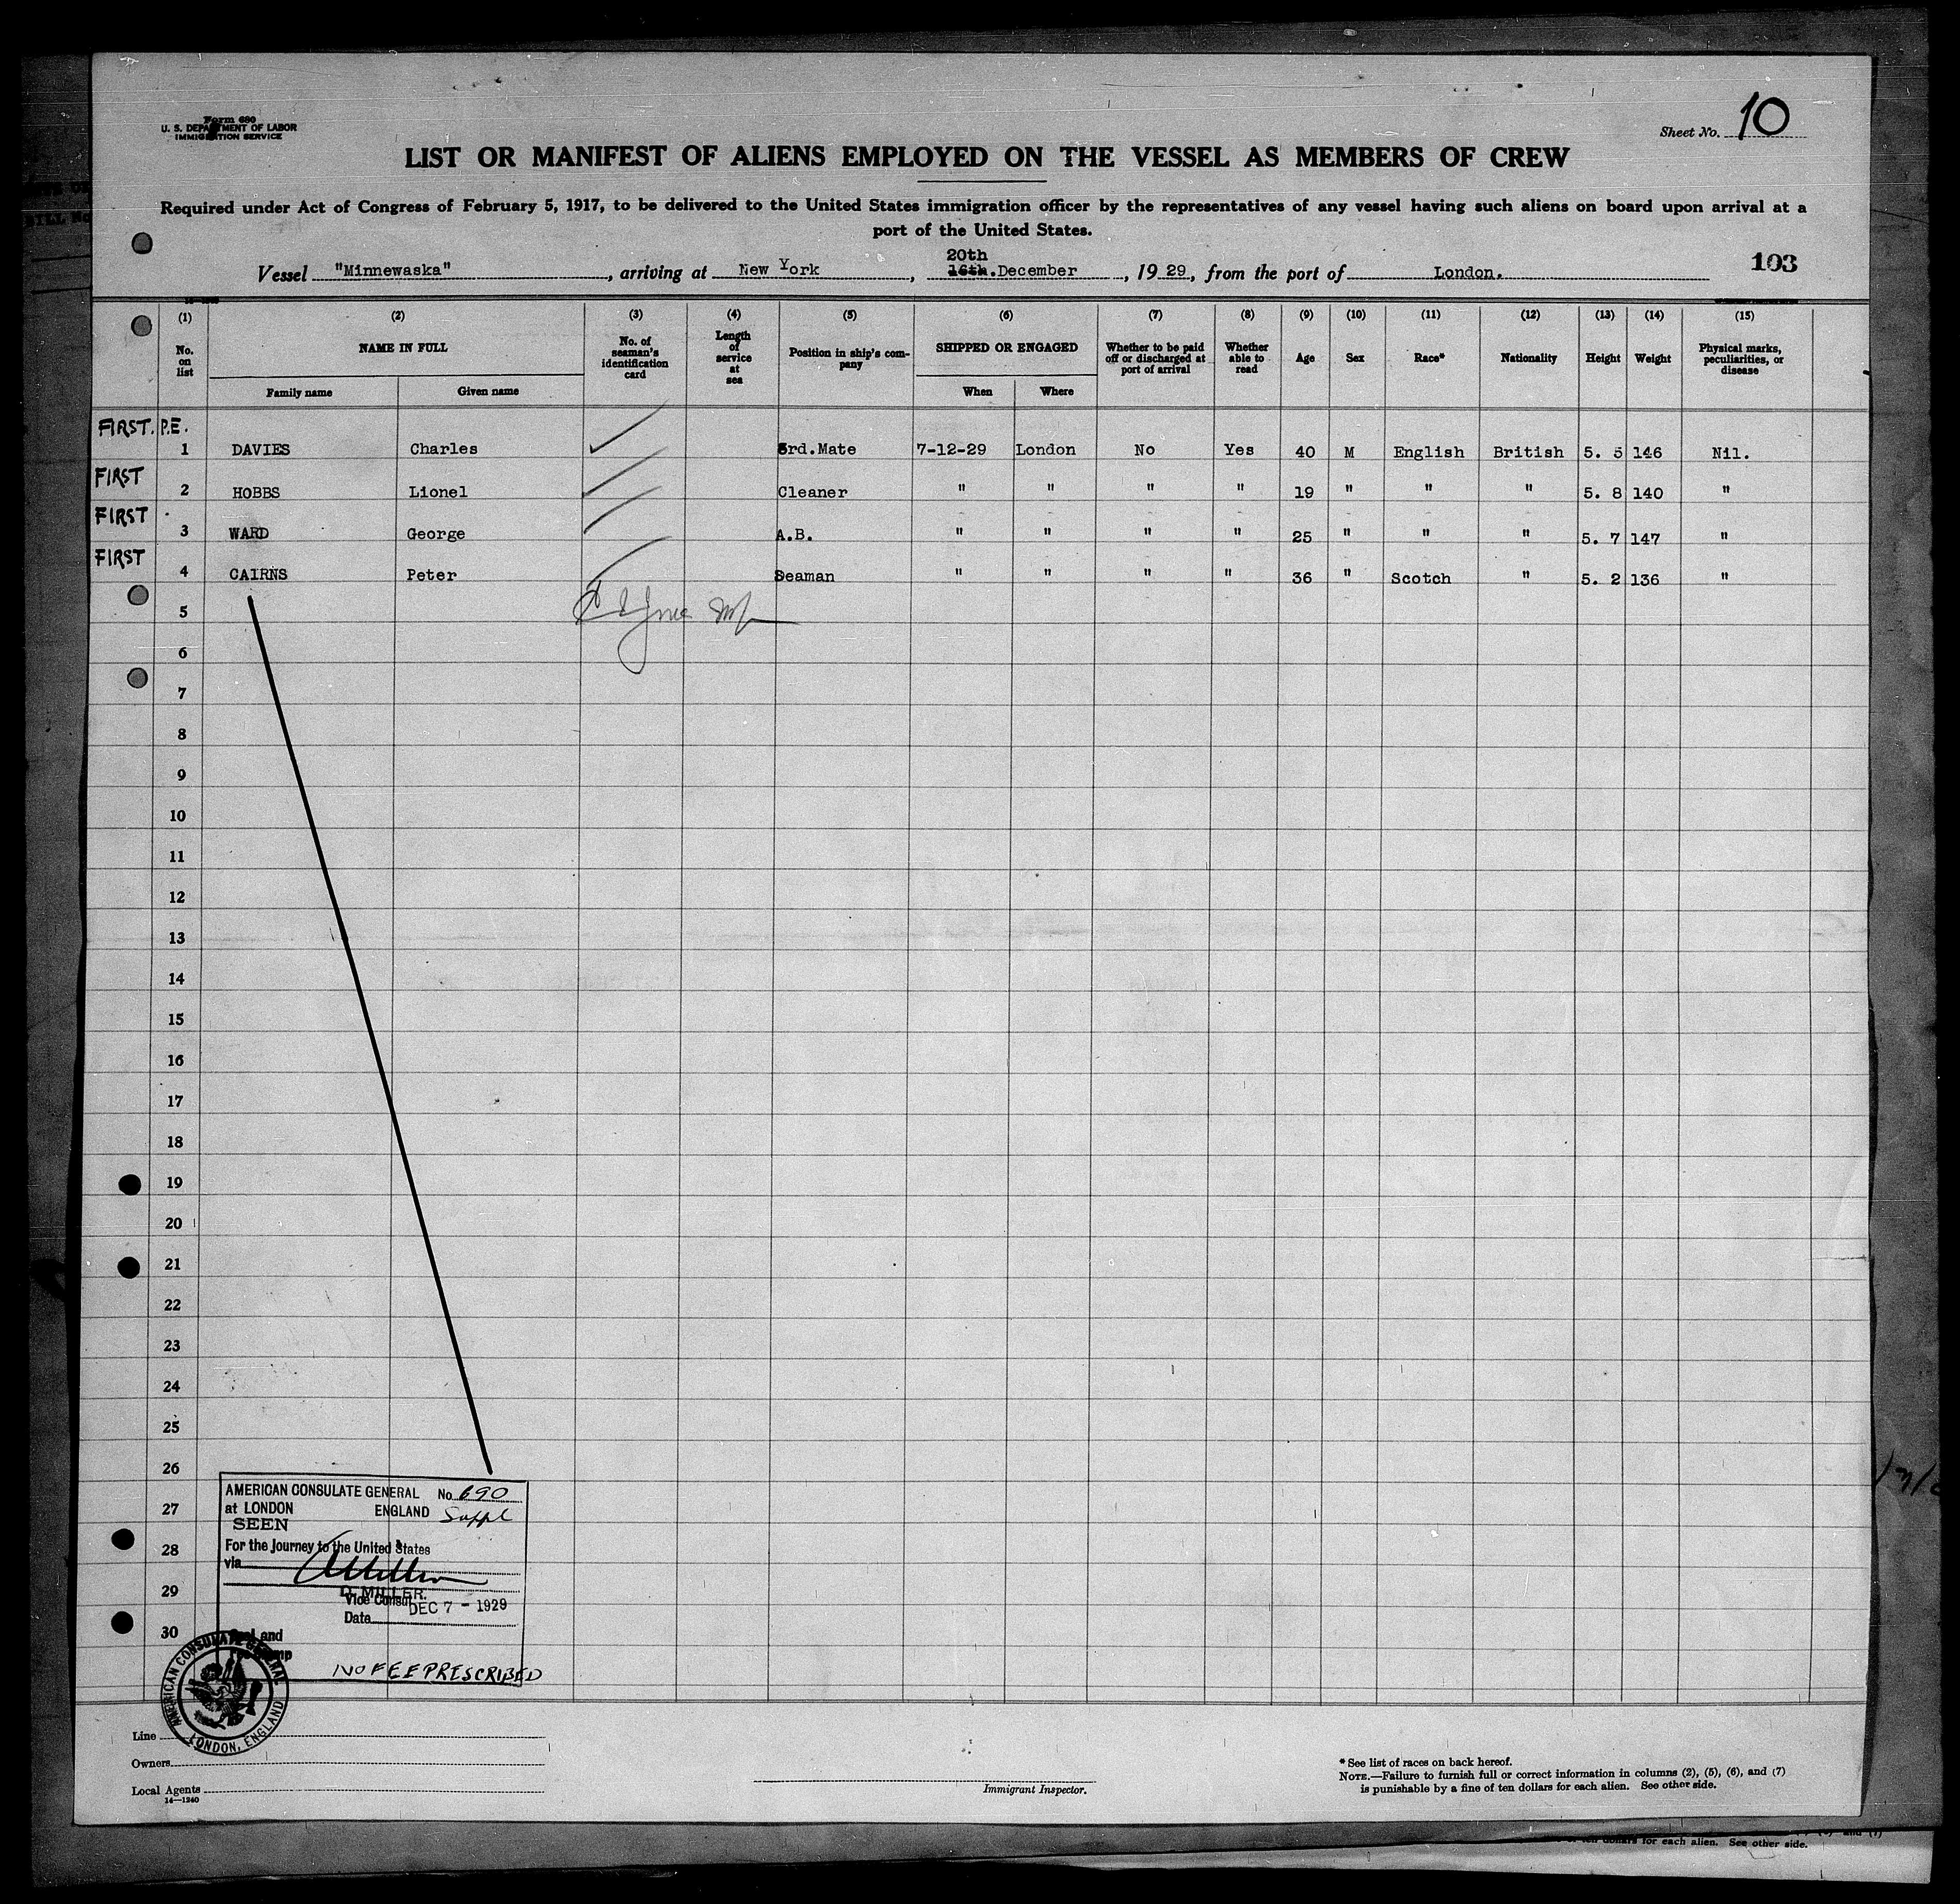 Form 680
U. S. DEPARTMENT OF LABOR
IMMIGRATION SERVICE
Sheet No. 10
LIST OR MANIFEST OF ALIENS EMPLOYED ON THE VESSEL AS MEMBERS OF CREW
Required under Act of Congress of February 5, 1917, to be delivered to the United States immigration officer by the representatives of any vessel having such aliens on board upon arrival at a
port of the United States.
20th
Vessel "Minnewaska", arriving at New York, 16th.December, 1929, from the port of London.
103
(1) (2) (3) (4) (5) (6) (7) (8) (9) (10) (11) (12) (13) (14) (15)
No. on list NAME IN FULL No. of seaman's identification card Length of service at sea Position in ship's company SHIPPED OR ENGAGED Whether to be paid off or discharged at port of arrival Whether able to read Age Sex Race* Nationality Height Weight Physical marks, peculiarities, or disease
Family name Given name When Where
FIRST. P.E.
1 DAVIES Charles 3rd.Mate 7-12-29 London No Yes 40 M English British 5. 5 146 Nil.
FIRST
2 HOBBS Lionel Cleaner " " " " 19 " " " 5. 8 140 "
FIRST
3 WARD George A.B. " " " " 25 " " " 5. 7 147 "
FIRST
4 CAIRNS Peter Seaman " " " " 36 " Scotch " 5. 2 136 "
5
6
7
8
9
10
11
12
13
14
15
16
17
18
19
20
21
22
23
24
25
26
27
28
29
30
AMERICAN CONSULATE GENERAL No. 690
at LONDON ENGLAND Suppl
SEEN
For the Journey to the United States
via
D. MILLER.
Vice Consul
Date DEC 7 - 1929
Seal and
NO FEE PRESCRIBED
AMERICAN CONSULATE GENERAL
LONDON, ENGLAND
Line
Owners
Local Agents
14—1240
Immigrant Inspector.
* See list of races on back hereof.
NOTE.—Failure to furnish full or correct information in columns (2), (5), (6), and (7)
is punishable by a fine of ten dollars for each alien. See other side.
for each alien. See other side.